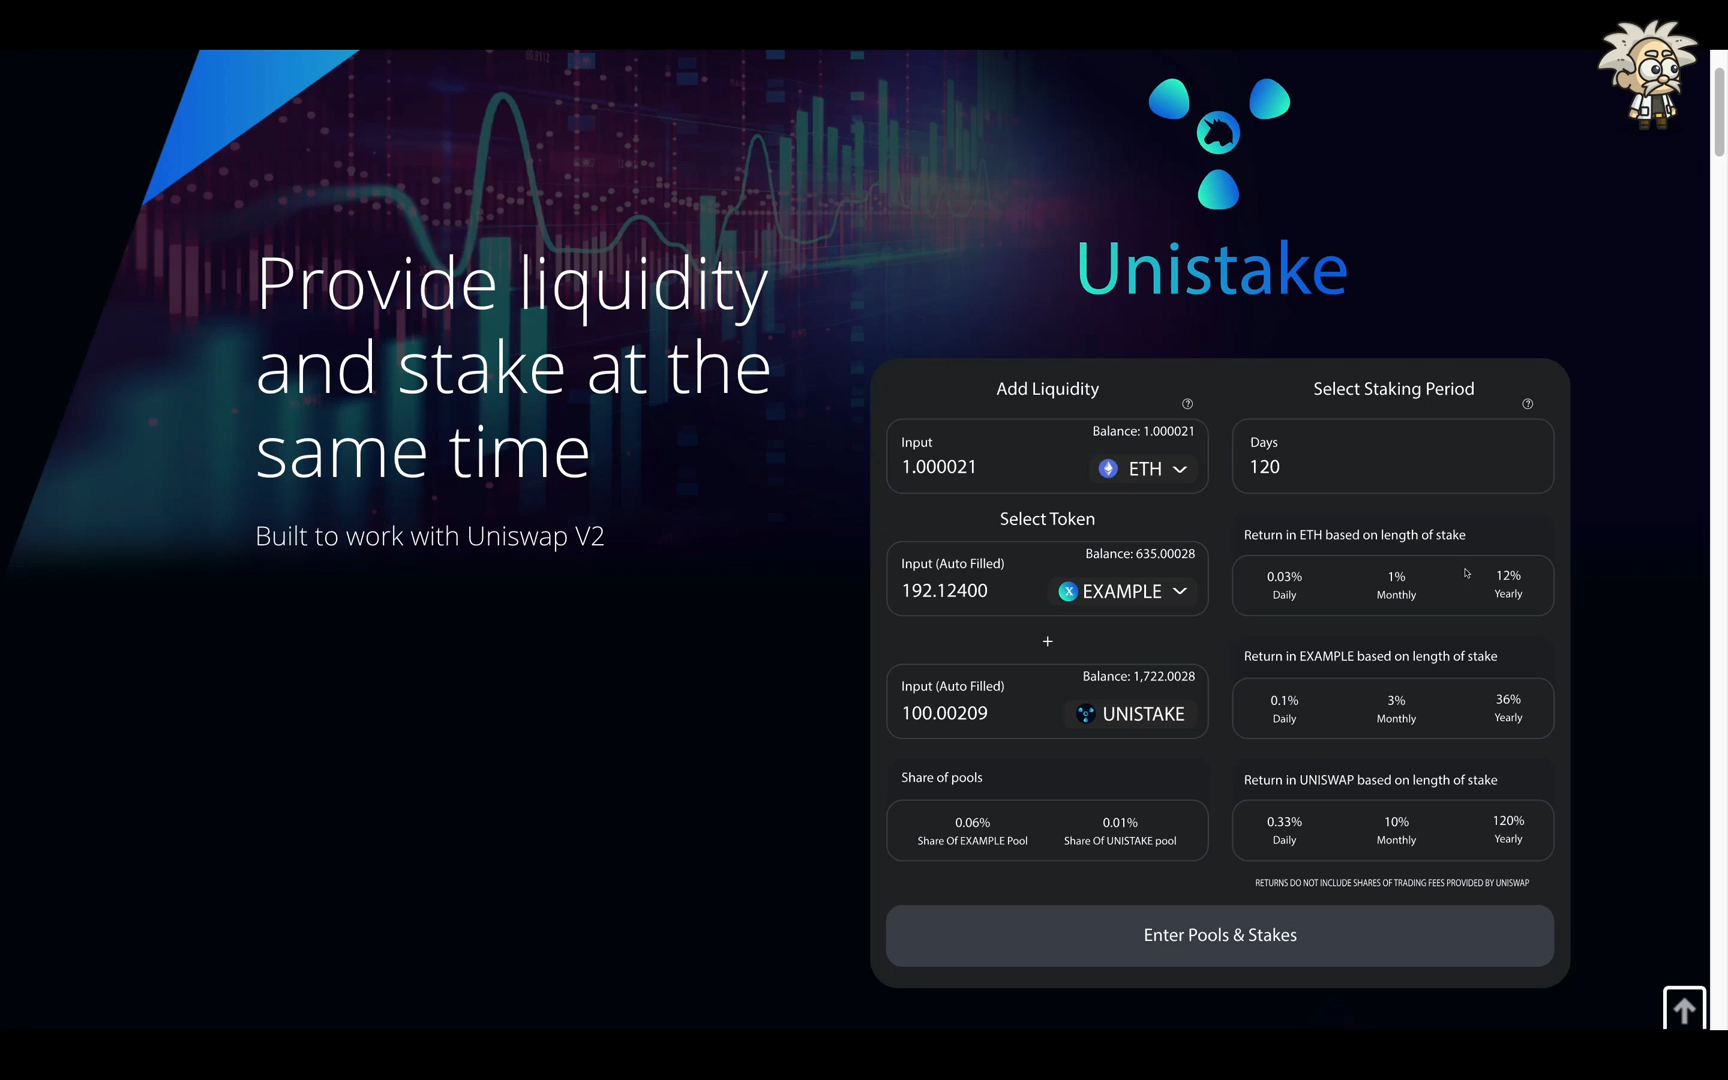 Unistake
Provide liquidity
and stake at the
same time
Built to work with Uniswap V2
Add Liquidity
Input
Balance: 1.000021
1.000021
ETH
Select Token
Input (Auto Filled)
Balance: 635.00028
192.12400
EXAMPLE
+
Input (Auto Filled)
Balance: 1,722.0028
100.00209
UNISTAKE
Share of pools
0.06%
Share Of EXAMPLE Pool
0.01%
Share Of UNISTAKE pool
Select Staking Period
Days
120
Return in ETH based on length of stake
0.03% 1% 12%
Daily Monthly Yearly
Return in EXAMPLE based on length of stake
0.1% 3% 36%
Daily Monthly Yearly
Return in UNISWAP based on length of stake
0.33% 10% 120%
Daily Monthly Yearly
RETURNS DO NOT INCLUDE SHARES OF TRADING FEES PROVIDED BY UNISWAP
Enter Pools & Stakes